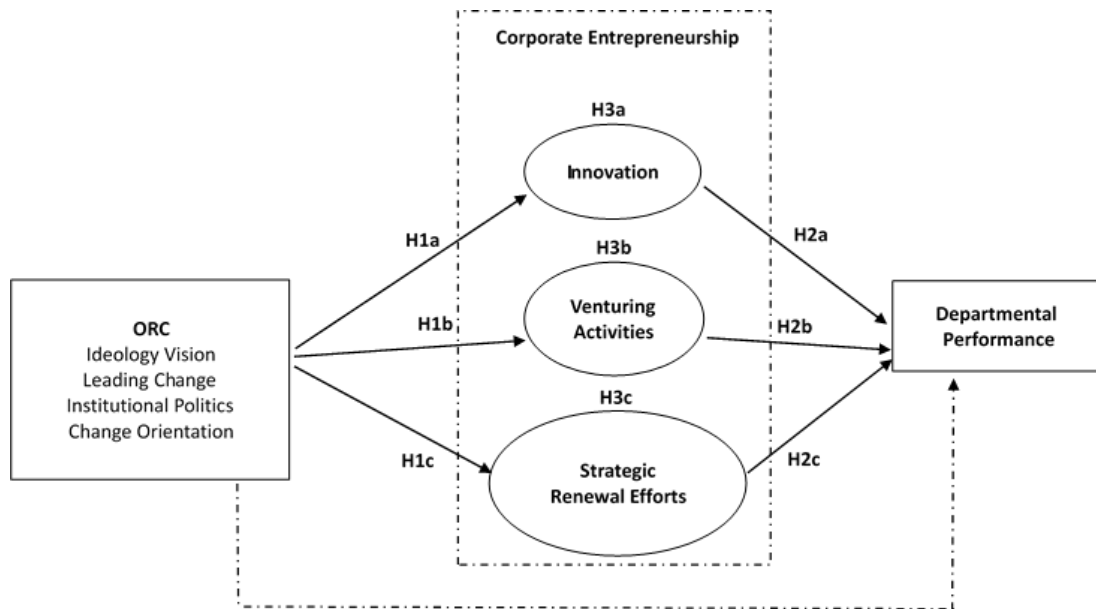 Corporate Entrepreneurship
H3a
Innovation
H1a
H2a
H3b
Venturing
Activities
H1b
H2b
ORC
Ideology Vision
Leading Change
Institutional Politics
Change Orientation
Departmental
Performance
H3c
H1c
H2c
Strategic
Renewal Efforts